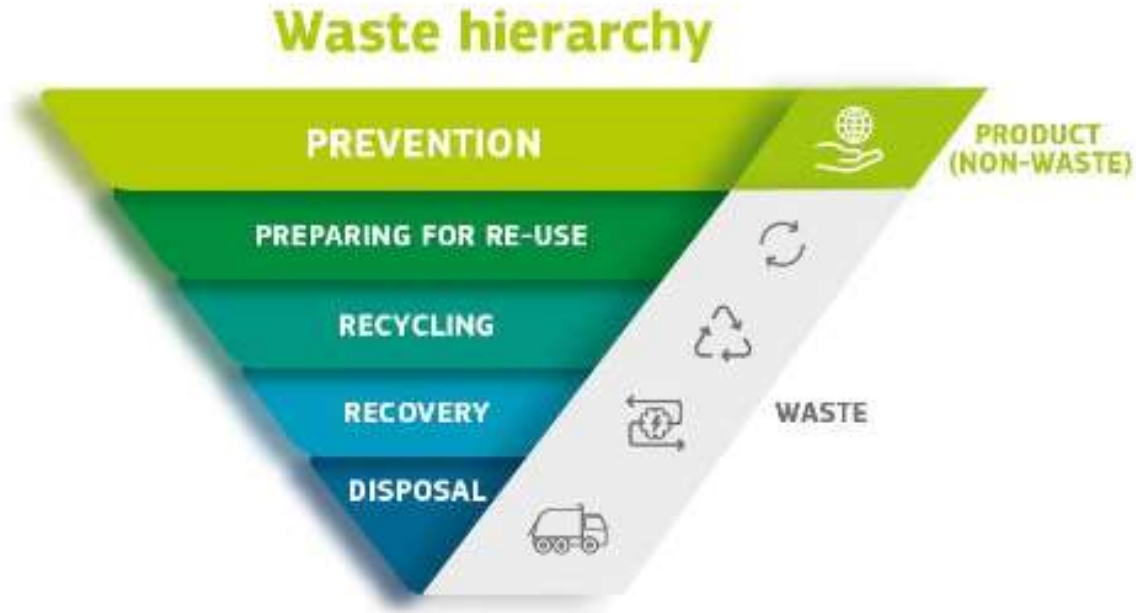 Waste hierarchy
PREVENTION
PRODUCT
(NON-WASTE)
PREPARING FOR RE-USE
RECYCLING
RECOVERY
WASTE
DISPOSAL